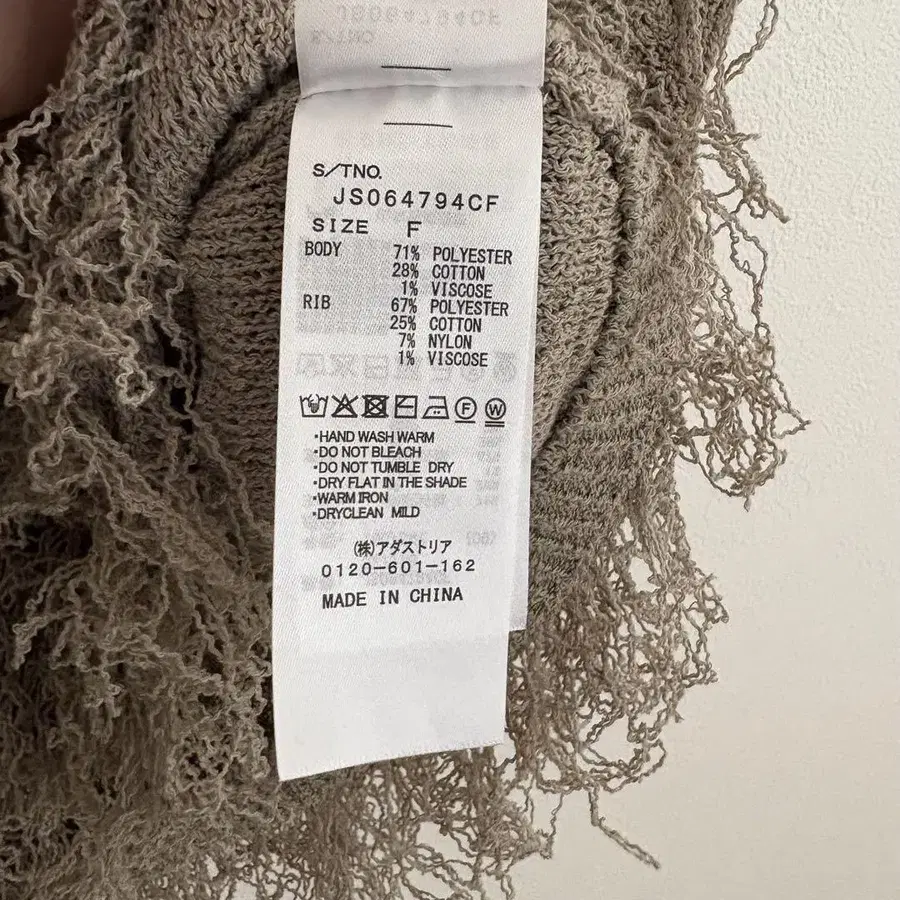 S/TNO.
JS064794CF
SIZE F
BODY 71% POLYESTER
28% COTTON
1% VISCOSE
RIB 67% POLYESTER
25% COTTON
7% NYLON
1% VISCOSE
・HAND WASH WARM
・DO NOT BLEACH
・DO NOT TUMBLE DRY
・DRY FLAT IN THE SHADE
・WARM IRON
・DRYCLEAN MILD
(株)アダストリア
0120-601-162
MADE IN CHINA